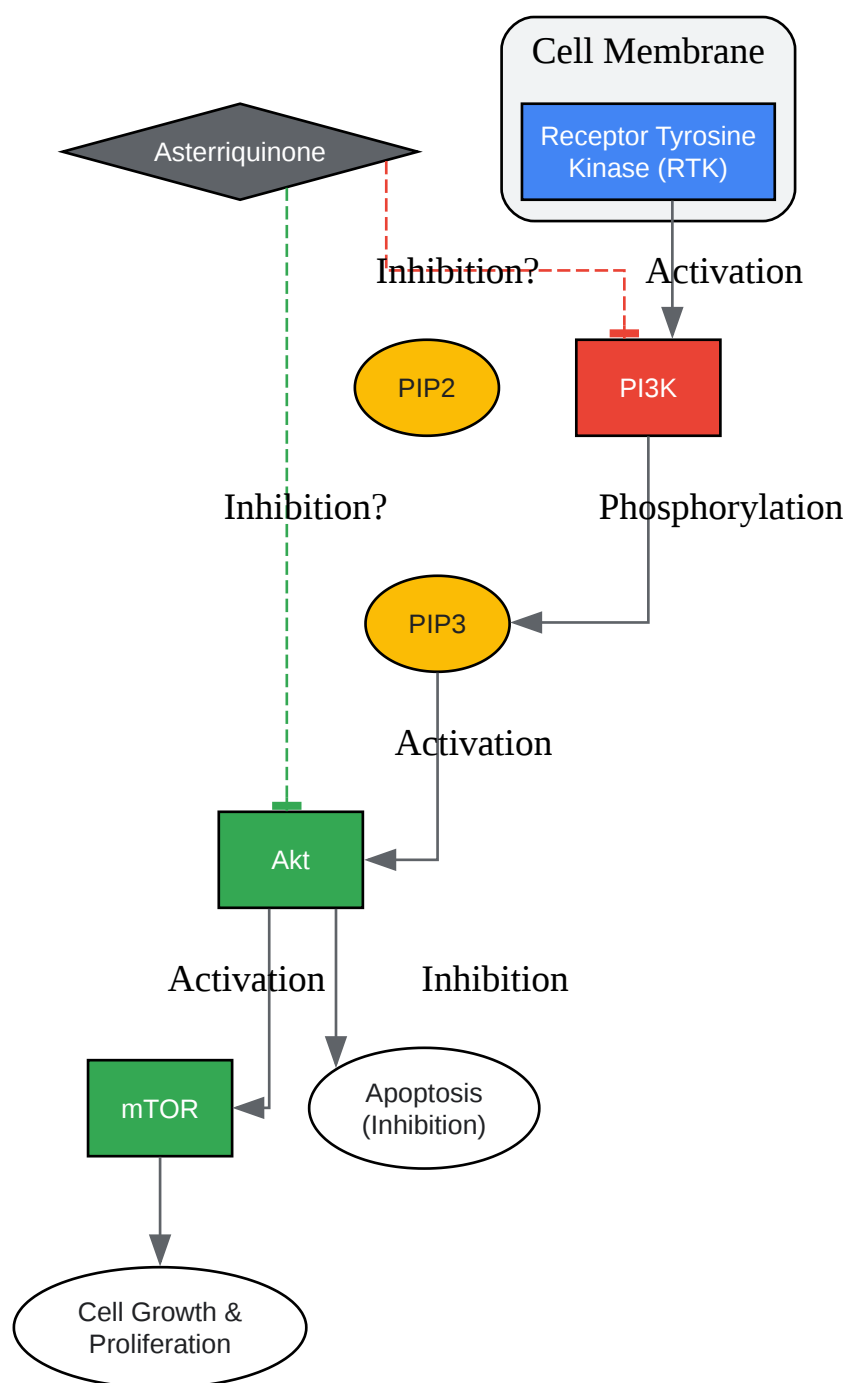 Cell Membrane
Asterriquinone
Receptor Tyrosine
Kinase (RTK)
Inhibition?
Activation
PIP2
PI3K
Inhibition?
Phosphorylation
PIP3
Activation
Akt
Activation
Inhibition
mTOR
Apoptosis
(Inhibition)
Cell Growth &
Proliferation